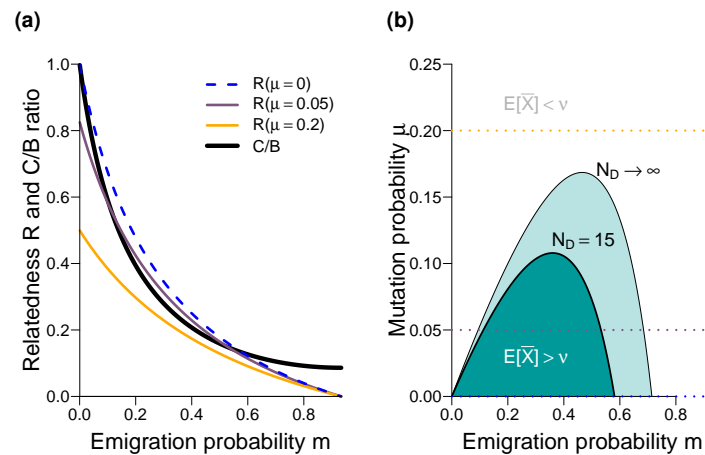 (a)
Relatedness R and C/B ratio
1.0
0.8
0.6
0.4
0.2
0.0
0.0 0.2 0.4 0.6 0.8
Emigration probability m
R(μ = 0)
R(μ = 0.05)
R(μ = 0.2)
C/B
(b)
Mutation probability μ
0.25
0.20
0.15
0.10
0.05
0.00
0.0 0.2 0.4 0.6 0.8
Emigration probability m
E[X̅] < ν
N_D → ∞
N_D = 15
E[X̅] > ν